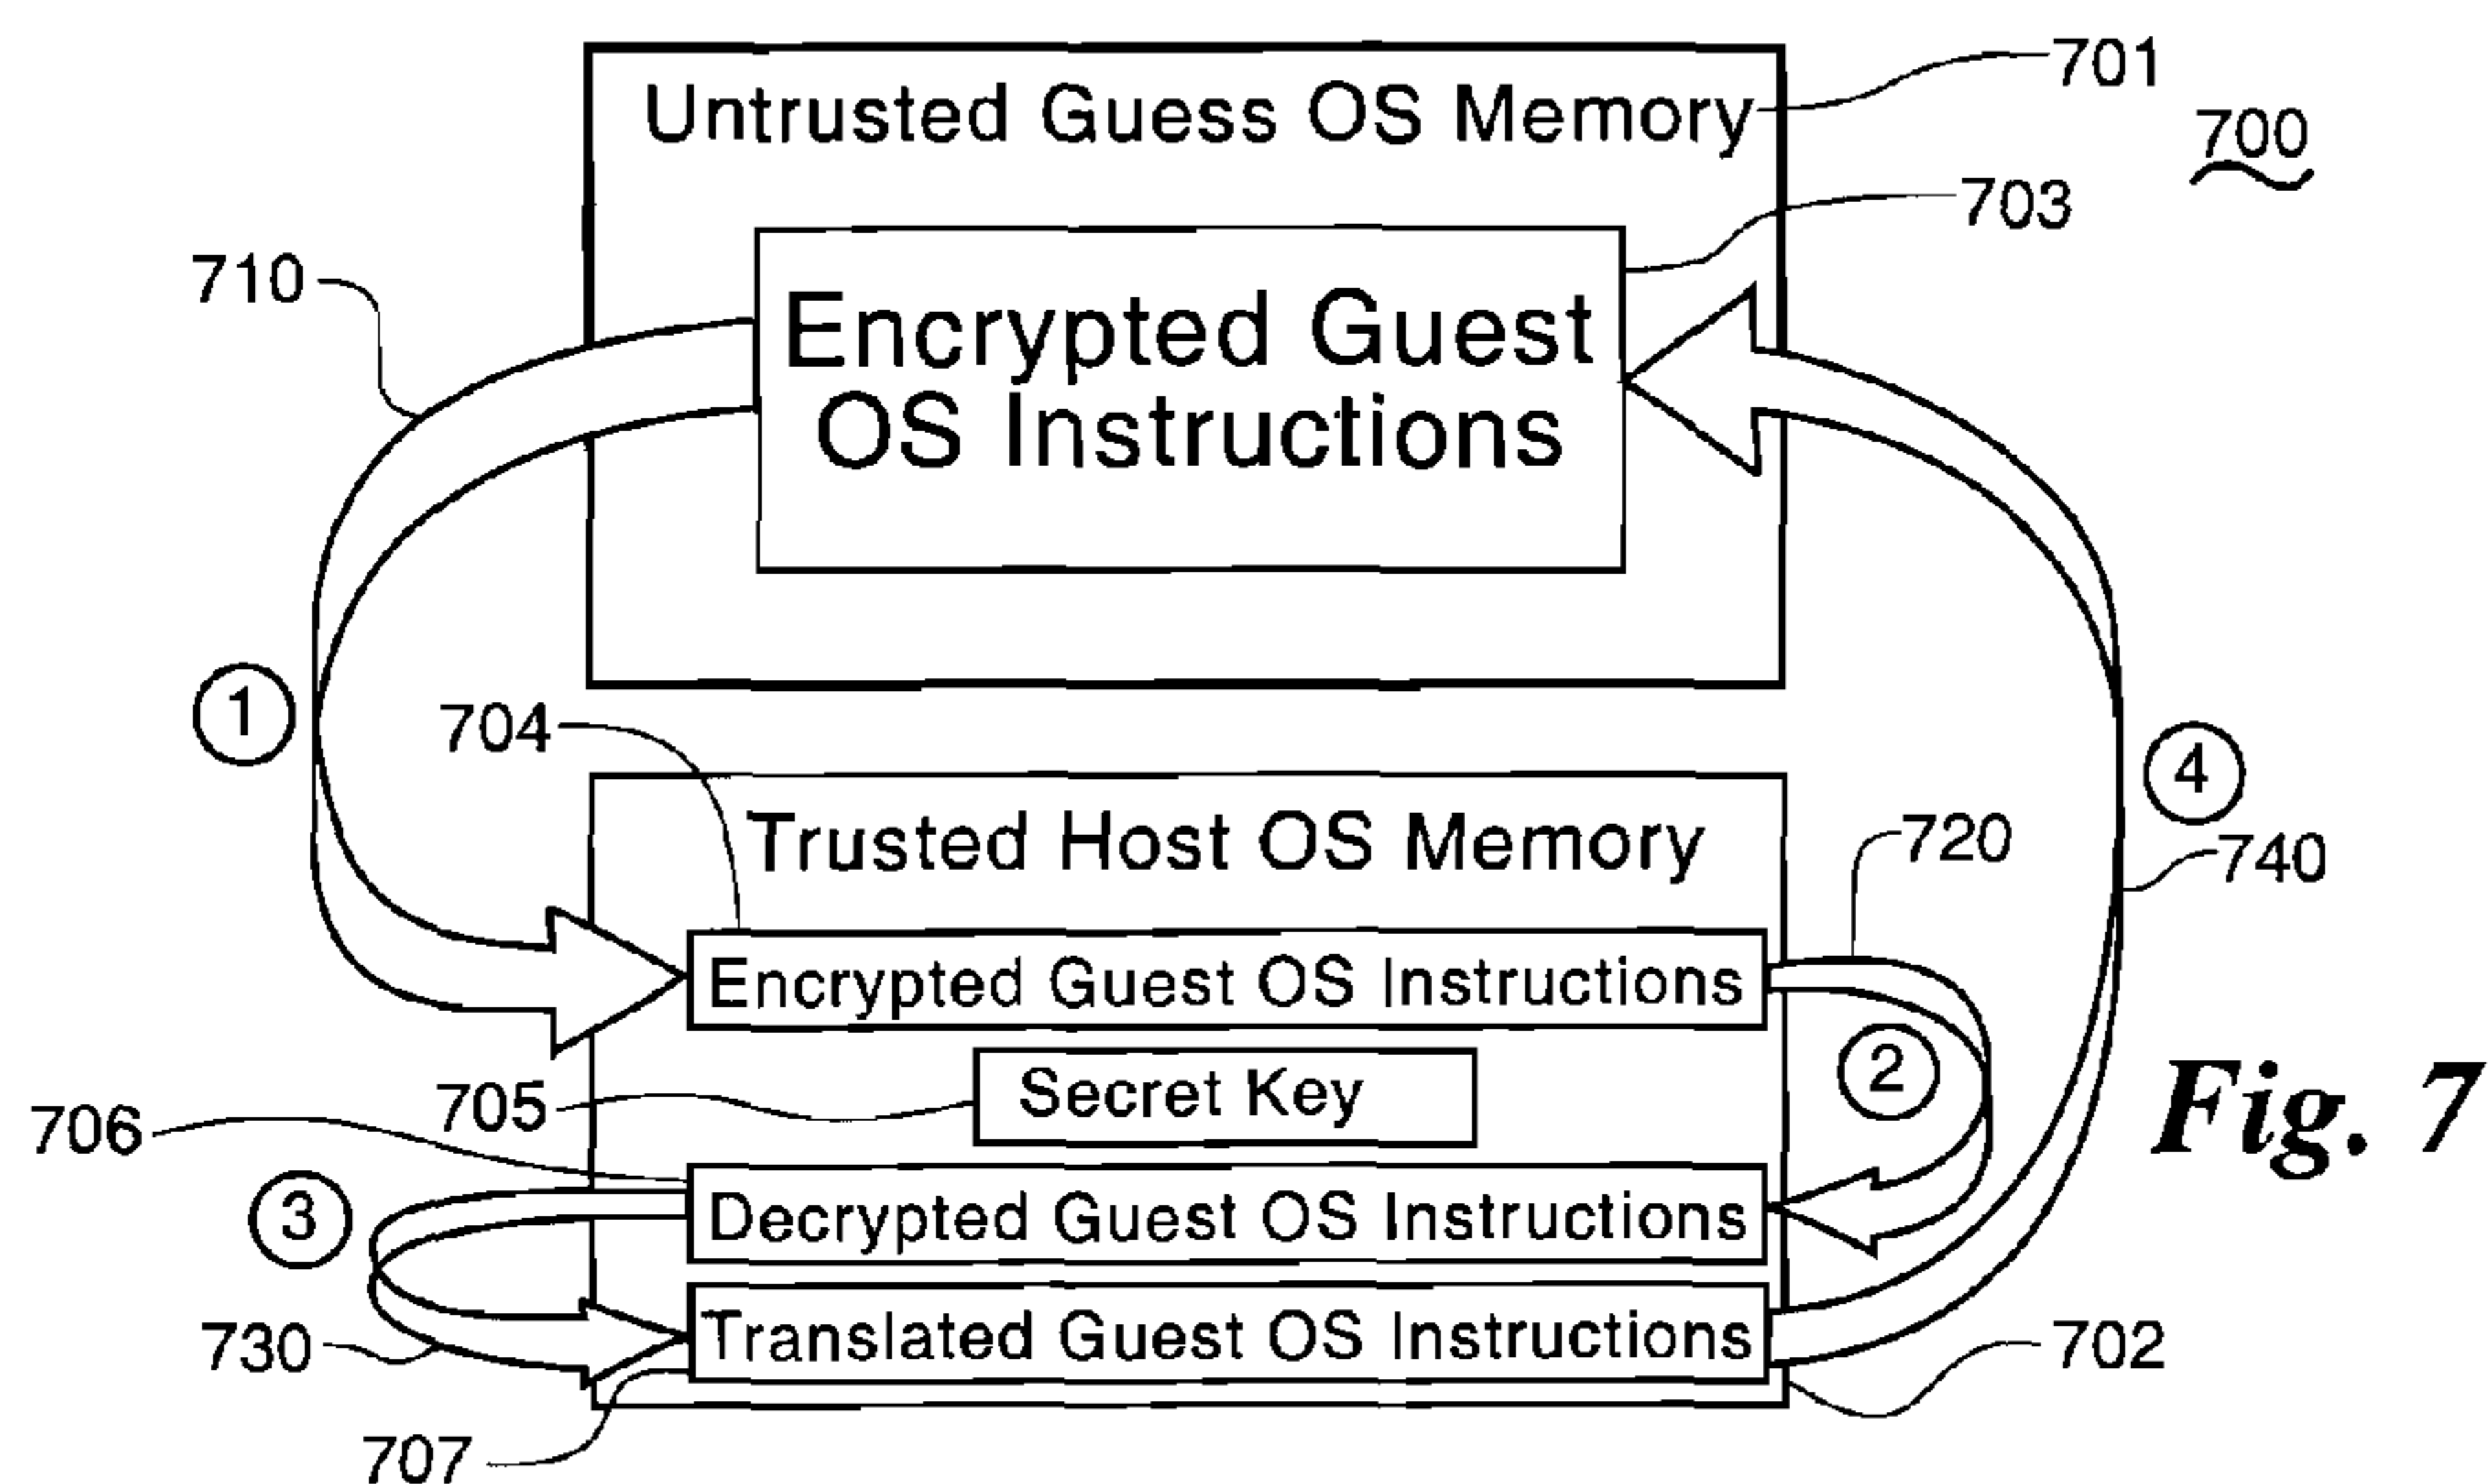 701
Untrusted Guess OS Memory
700
703
710
Encrypted Guest
OS Instructions
1
704
4
Trusted Host OS Memory
720
740
Encrypted Guest OS Instructions
2
Secret Key
705
706
Fig. 7
3
Decrypted Guest OS Instructions
Translated Guest OS Instructions
730
702
707